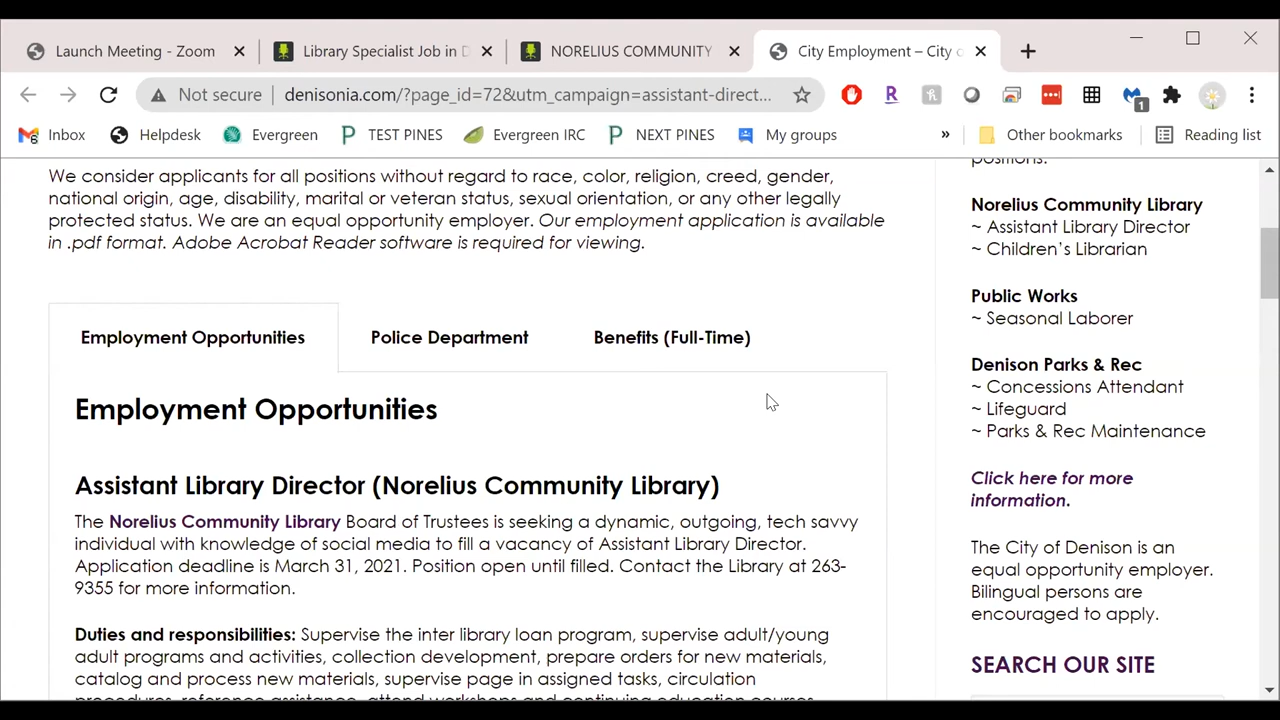 Launch Meeting - Zoom
Library Specialist Job in D
NORELIUS COMMUNITY
City Employment – City o
Not secure
denisonia.com/?page_id=72&utm_campaign=assistant-direct...
1
Inbox
Helpdesk
Evergreen
TEST PINES
Evergreen IRC
NEXT PINES
My groups
»
Other bookmarks
Reading list
We consider applicants for all positions without regard to race, color, religion, creed, gender,
national origin, age, disability, marital or veteran status, sexual orientation, or any other legally
protected status. We are an equal opportunity employer. Our employment application is available
in .pdf format. Adobe Acrobat Reader software is required for viewing.
Employment Opportunities
Police Department
Benefits (Full-Time)
Employment Opportunities
Assistant Library Director (Norelius Community Library)
The Norelius Community Library Board of Trustees is seeking a dynamic, outgoing, tech savvy
individual with knowledge of social media to fill a vacancy of Assistant Library Director.
Application deadline is March 31, 2021. Position open until filled. Contact the Library at 263-
9355 for more information.
Duties and responsibilities: Supervise the inter library loan program, supervise adult/young
adult programs and activities, collection development, prepare orders for new materials,
catalog and process new materials, supervise page in assigned tasks, circulation
procedures, reference assistance, attend workshops and continuing education courses
positions.
Norelius Community Library
~ Assistant Library Director
~ Children's Librarian
Public Works
~ Seasonal Laborer
Denison Parks & Rec
~ Concessions Attendant
~ Lifeguard
~ Parks & Rec Maintenance
Click here for more
information.
The City of Denison is an
equal opportunity employer.
Bilingual persons are
encouraged to apply.
SEARCH OUR SITE